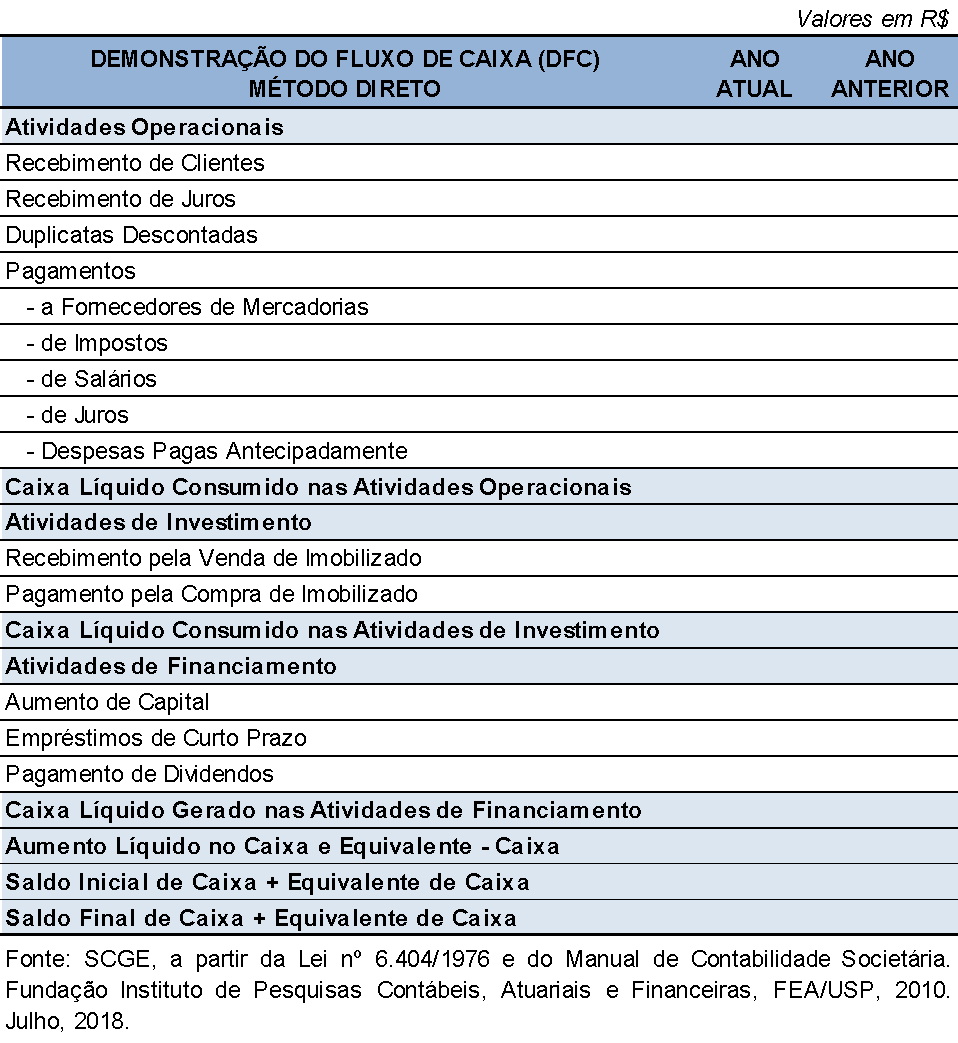 Valores em R$
DEMONSTRAÇÃO DO FLUXO DE CAIXA (DFC) ANO ANO
MÉTODO DIRETO ATUAL ANTERIOR
Atividades Operacionais
Recebimento de Clientes
Recebimento de Juros
Duplicatas Descontadas
Pagamentos
- a Fornecedores de Mercadorias
- de Impostos
- de Salários
- de Juros
- Despesas Pagas Antecipadamente
Caixa Líquido Consumido nas Atividades Operacionais
Atividades de Investimento
Recebimento pela Venda de Imobilizado
Pagamento pela Compra de Imobilizado
Caixa Líquido Consumido nas Atividades de Investimento
Atividades de Financiamento
Aumento de Capital
Empréstimos de Curto Prazo
Pagamento de Dividendos
Caixa Líquido Gerado nas Atividades de Financiamento
Aumento Líquido no Caixa e Equivalente - Caixa
Saldo Inicial de Caixa + Equivalente de Caixa
Saldo Final de Caixa + Equivalente de Caixa
Fonte: SCGE, a partir da Lei nº 6.404/1976 e do Manual de Contabilidade Societária.
Fundação Instituto de Pesquisas Contábeis, Atuariais e Financeiras, FEA/USP, 2010.
Julho, 2018.